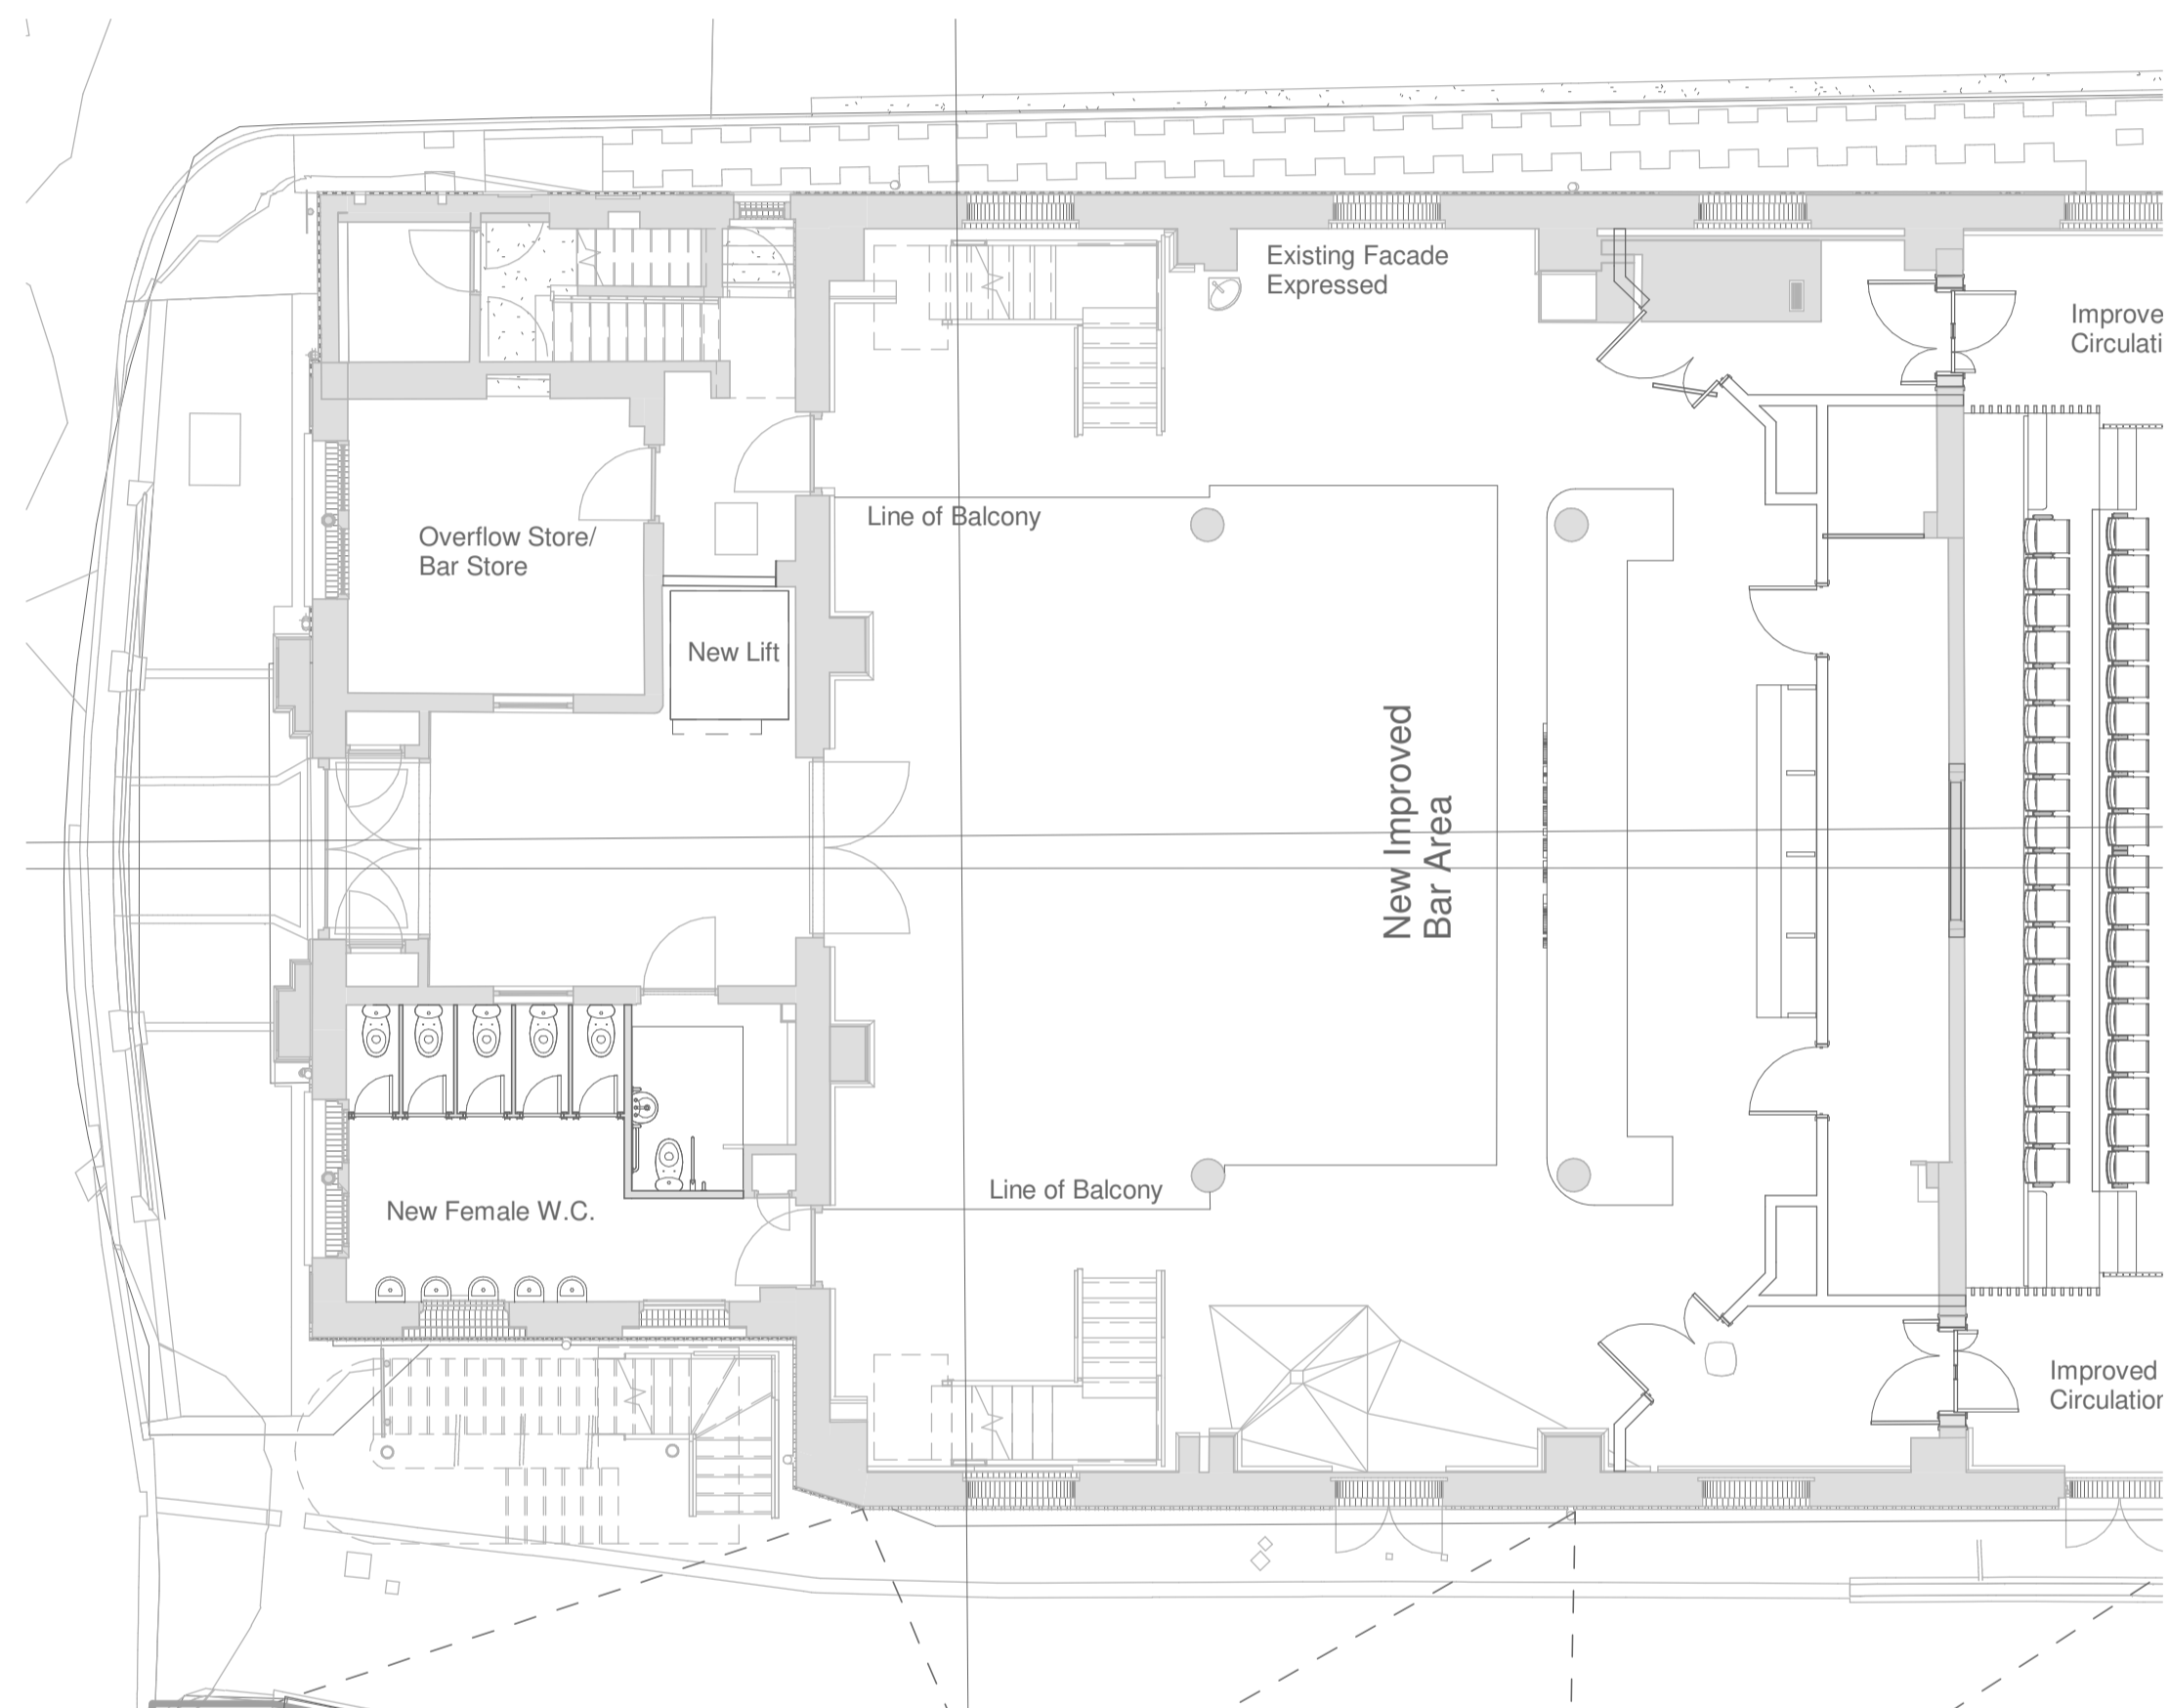 Existing Facade
Expressed
Improve
Circulati
Line of Balcony
Overflow Store/
Bar Store
New Lift
New Improved
Bar Area
Line of Balcony
New Female W.C.
Improved
Circulation